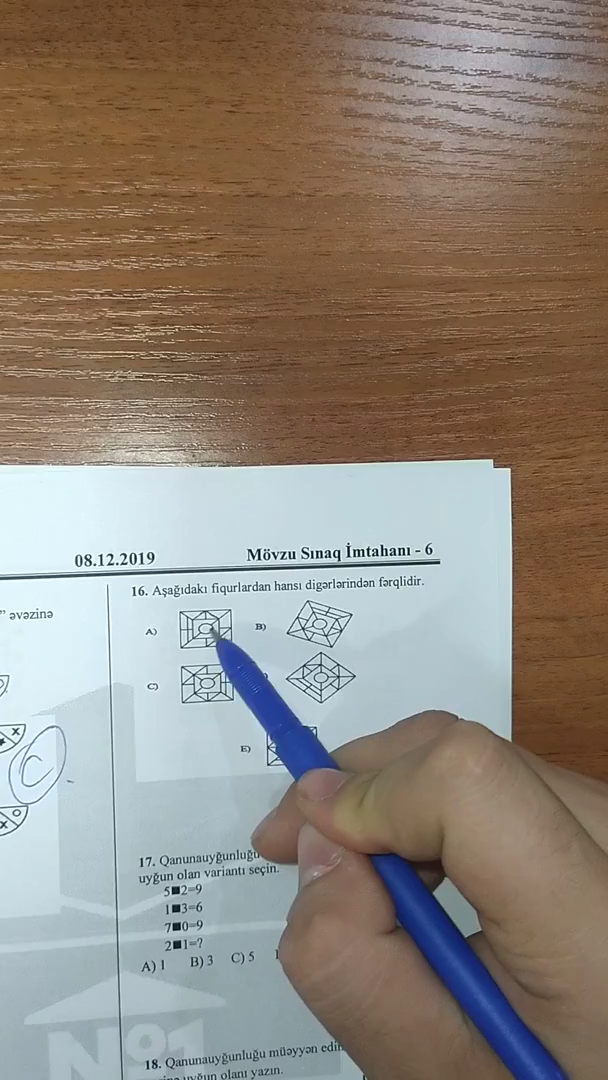 08.12.2019
Mövzu Sınaq İmtahanı - 6
” əvəzinə
x
x
C
16. Aşağıdakı fiqurlardan hansı digərlərindən fərqlidir.
A)
B)
C)
E)
17. Qanunauyğunluğu
uyğun olan variantı seçin.
5■2=9
1■3=6
7■0=9
2■1=?
A) 1 B) 3 C) 5
№1
18. Qanunauyğunluğu müəyyən edin
uyğun olanı yazın.